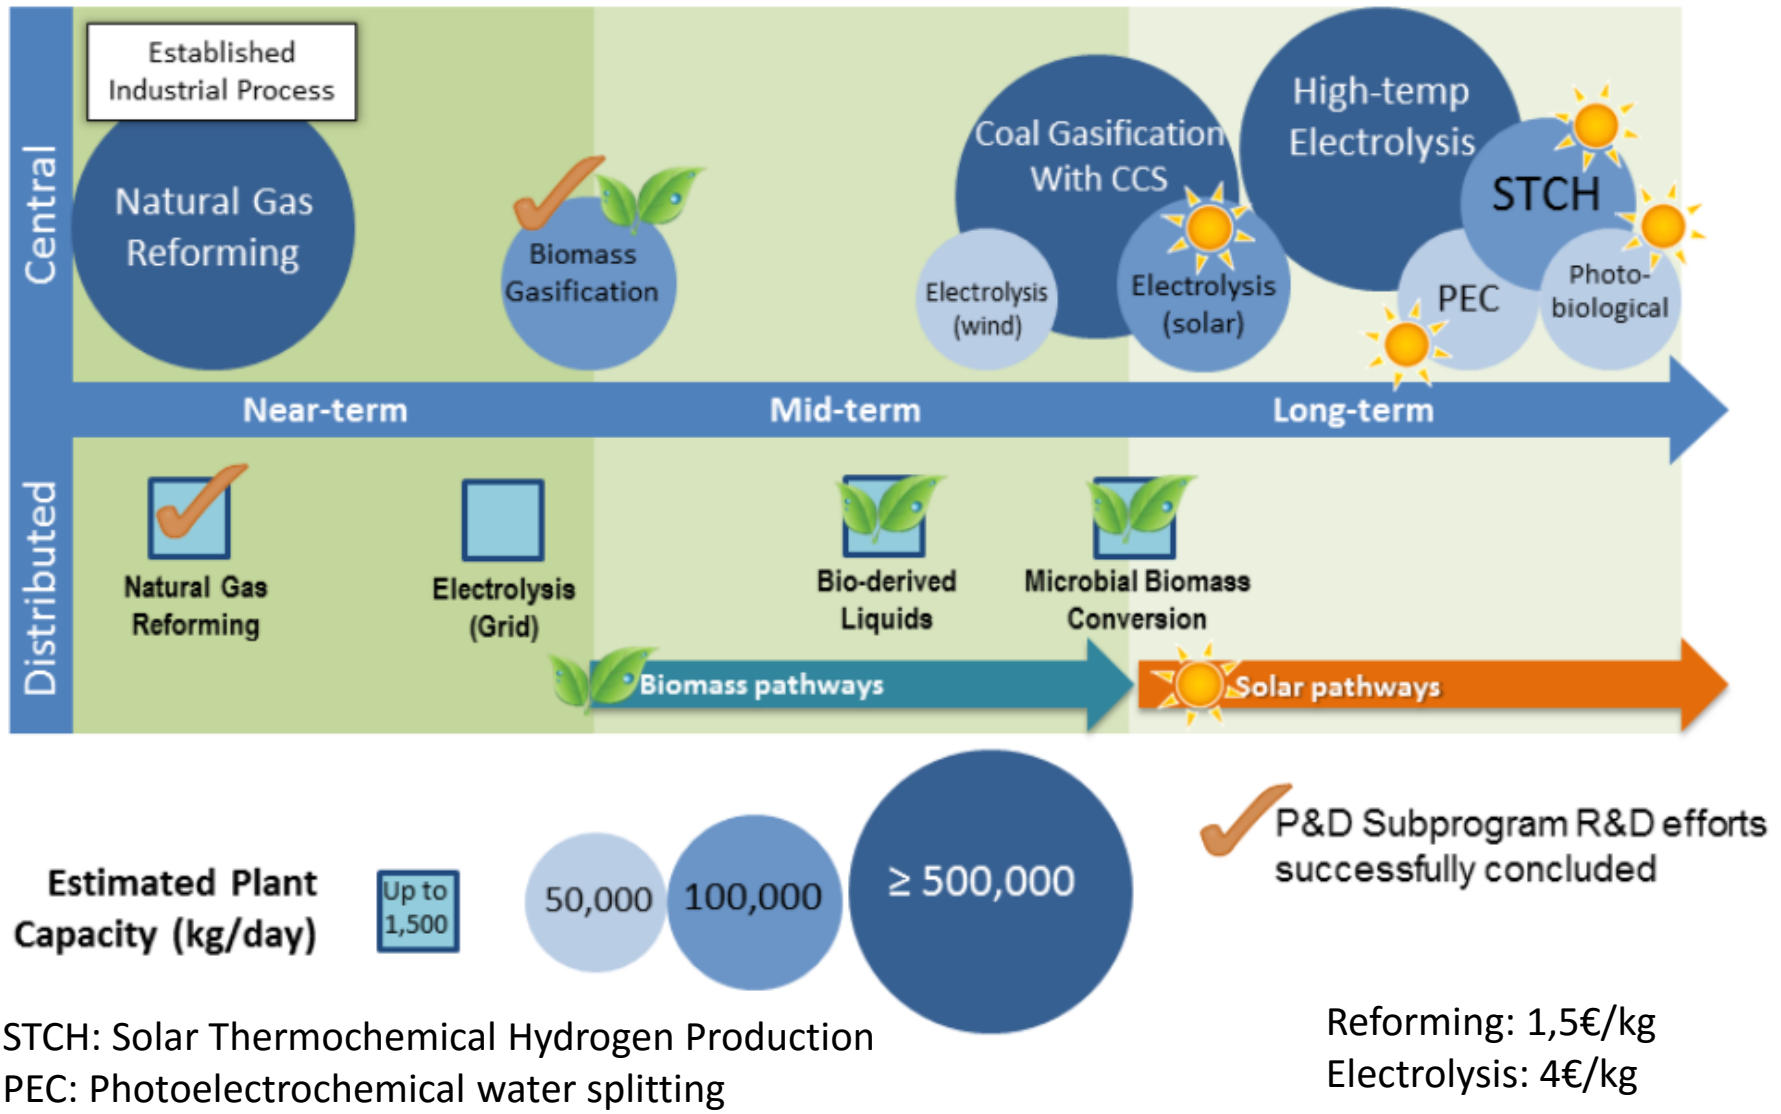 Established
Industrial Process
Central
Natural Gas
Reforming
Biomass
Gasification
Coal Gasification
With CCS
Electrolysis
(wind)
Electrolysis
(solar)
High-temp
Electrolysis
STCH
PEC
Photo-
biological
Near-term
Mid-term
Long-term
Distributed
Natural Gas
Reforming
Electrolysis
(Grid)
Bio-derived
Liquids
Microbial Biomass
Conversion
Biomass pathways
Solar pathways
Estimated Plant
Capacity (kg/day)
Up to
1,500
50,000
100,000
≥ 500,000
P&D Subprogram R&D efforts
successfully concluded
STCH: Solar Thermochemical Hydrogen Production
PEC: Photoelectrochemical water splitting
Reforming: 1,5€/kg
Electrolysis: 4€/kg